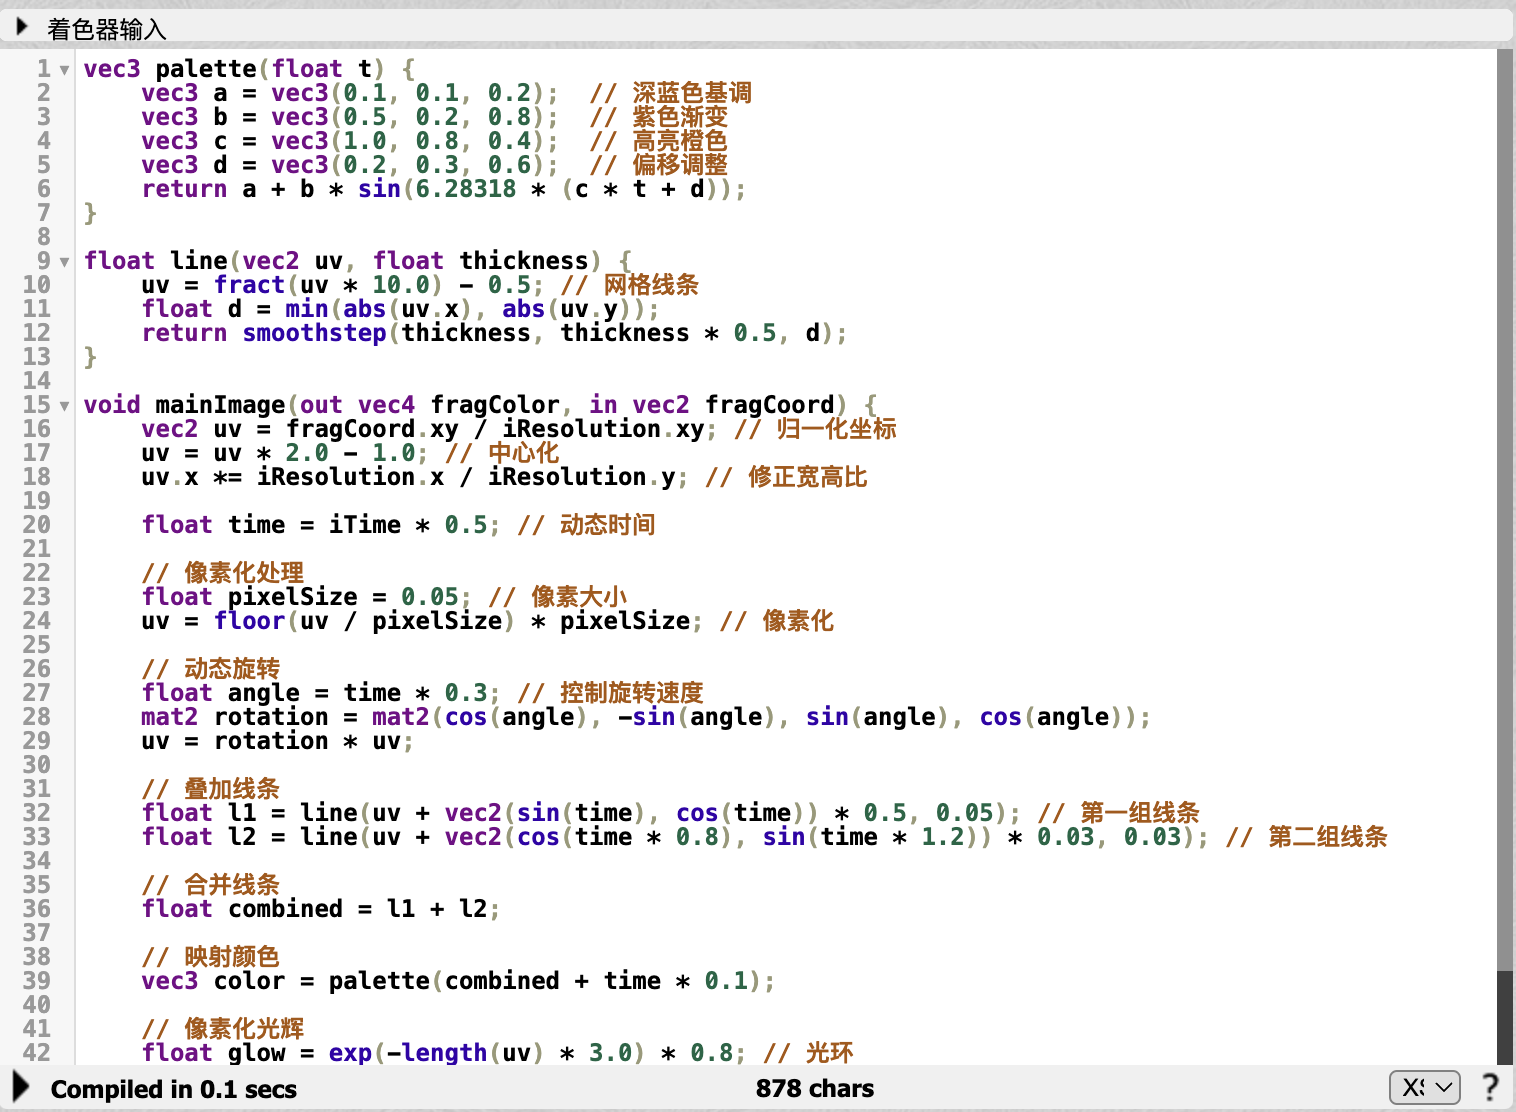 着色器输入
1 vec3 palette(float t) {
2     vec3 a = vec3(0.1, 0.1, 0.2);  // 深蓝色基调
3     vec3 b = vec3(0.5, 0.2, 0.8);  // 紫色渐变
4     vec3 c = vec3(1.0, 0.8, 0.4);  // 高亮橙色
5     vec3 d = vec3(0.2, 0.3, 0.6);  // 偏移调整
6     return a + b * sin(6.28318 * (c * t + d));
7 }
8
9 float line(vec2 uv, float thickness) {
10     uv = fract(uv * 10.0) - 0.5; // 网格线条
11     float d = min(abs(uv.x), abs(uv.y));
12     return smoothstep(thickness, thickness * 0.5, d);
13 }
14
15 void mainImage(out vec4 fragColor, in vec2 fragCoord) {
16     vec2 uv = fragCoord.xy / iResolution.xy; // 归一化坐标
17     uv = uv * 2.0 - 1.0; // 中心化
18     uv.x *= iResolution.x / iResolution.y; // 修正宽高比
19
20     float time = iTime * 0.5; // 动态时间
21
22     // 像素化处理
23     float pixelSize = 0.05; // 像素大小
24     uv = floor(uv / pixelSize) * pixelSize; // 像素化
25
26     // 动态旋转
27     float angle = time * 0.3; // 控制旋转速度
28     mat2 rotation = mat2(cos(angle), -sin(angle), sin(angle), cos(angle));
29     uv = rotation * uv;
30
31     // 叠加线条
32     float l1 = line(uv + vec2(sin(time), cos(time)) * 0.5, 0.05); // 第一组线条
33     float l2 = line(uv + vec2(cos(time * 0.8), sin(time * 1.2)) * 0.03, 0.03); // 第二组线条
34
35     // 合并线条
36     float combined = l1 + l2;
37
38     // 映射颜色
39     vec3 color = palette(combined + time * 0.1);
40
41     // 像素化光辉
42     float glow = exp(-length(uv) * 3.0) * 0.8; // 光环
Compiled in 0.1 secs 878 chars ?